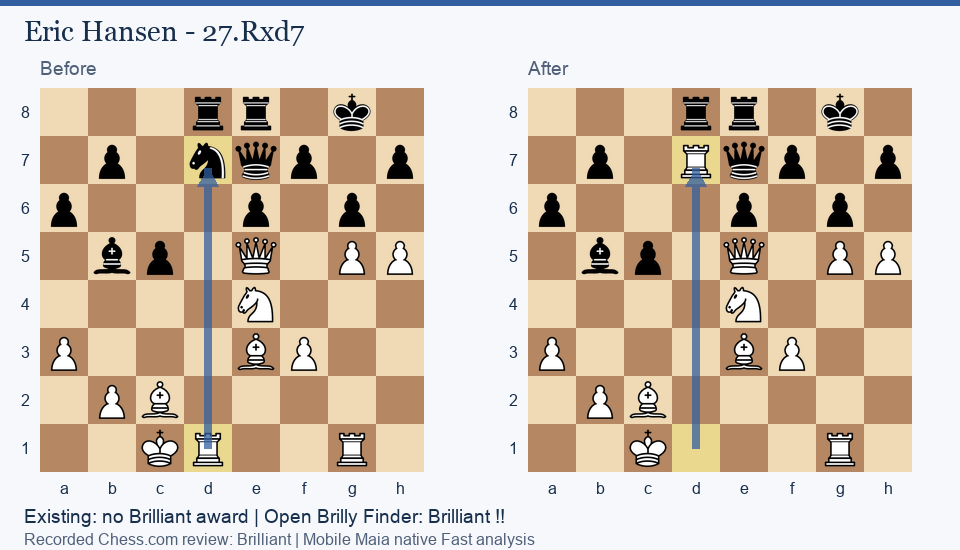 Eric Hansen - 27.Rxd7
Before
After
8
7
6
5
4
3
2
1
a b c d e f g h
8
7
6
5
4
3
2
1
a b c d e f g h
Existing: no Brilliant award | Open Brilly Finder: Brilliant !!
Recorded Chess.com review: Brilliant | Mobile Maia native Fast analysis